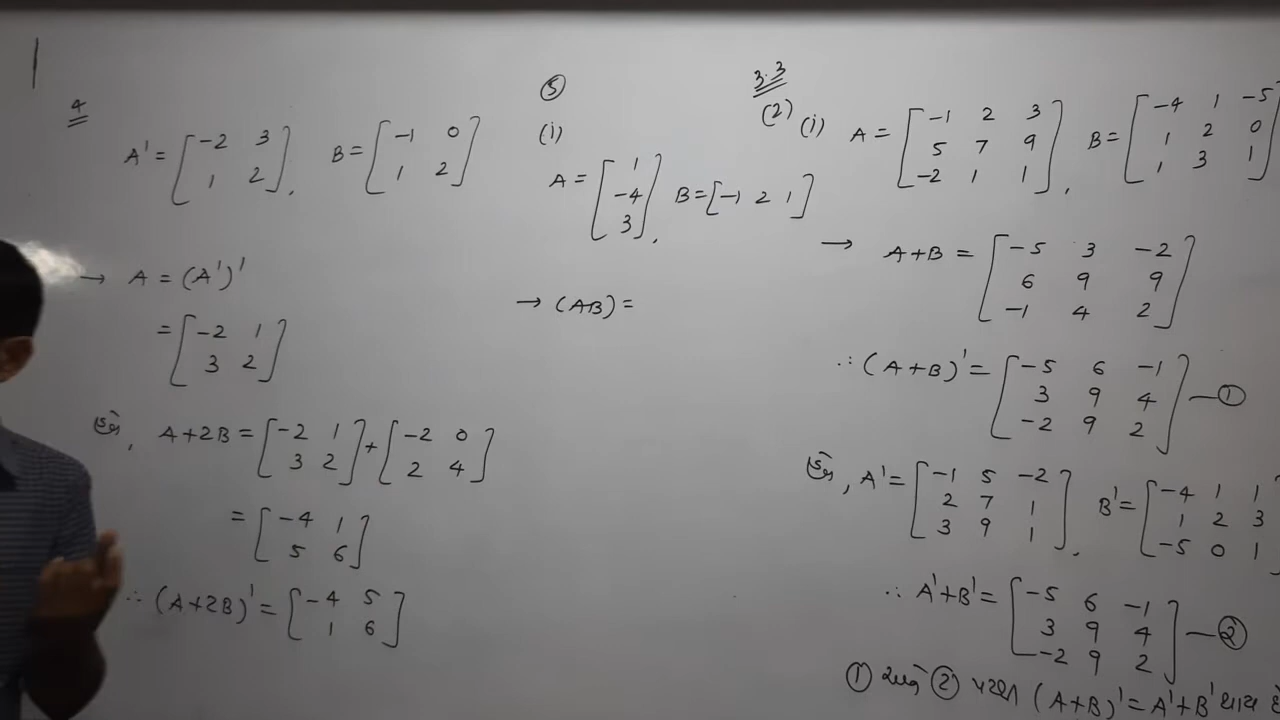 4
A' = [-2 3
1 2], B = [-1 0
1 2]
→ A = (A')'
= [-2 1
3 2]
હવે, A+2B = [-2 1
3 2] + [-2 0
2 4]
= [-4 1
5 6]
∴ (A+2B)' = [-4 5
1 6]
5
(i)
A = [1
-4
3], B = [-1 2 1]
→ (AB) =
3.3
(2) (i) A = [-1 2 3
5 7 9
-2 1 1], B = [-4 1 -5
1 2 0
1 3 1]
→ A+B = [-5 3 -2
6 9 9
-1 4 2]
∴ (A+B)' = [-5 6 -1
3 9 4
-2 9 2] — ①
હવે, A' = [-1 5 -2
2 7 1
3 9 1], B' = [-4 1 1
1 2 3
-5 0 1]
∴ A'+B' = [-5 6 -1
3 9 4
-2 9 2] — ②
① અને ② પરથી (A+B)' = A'+B' થાય